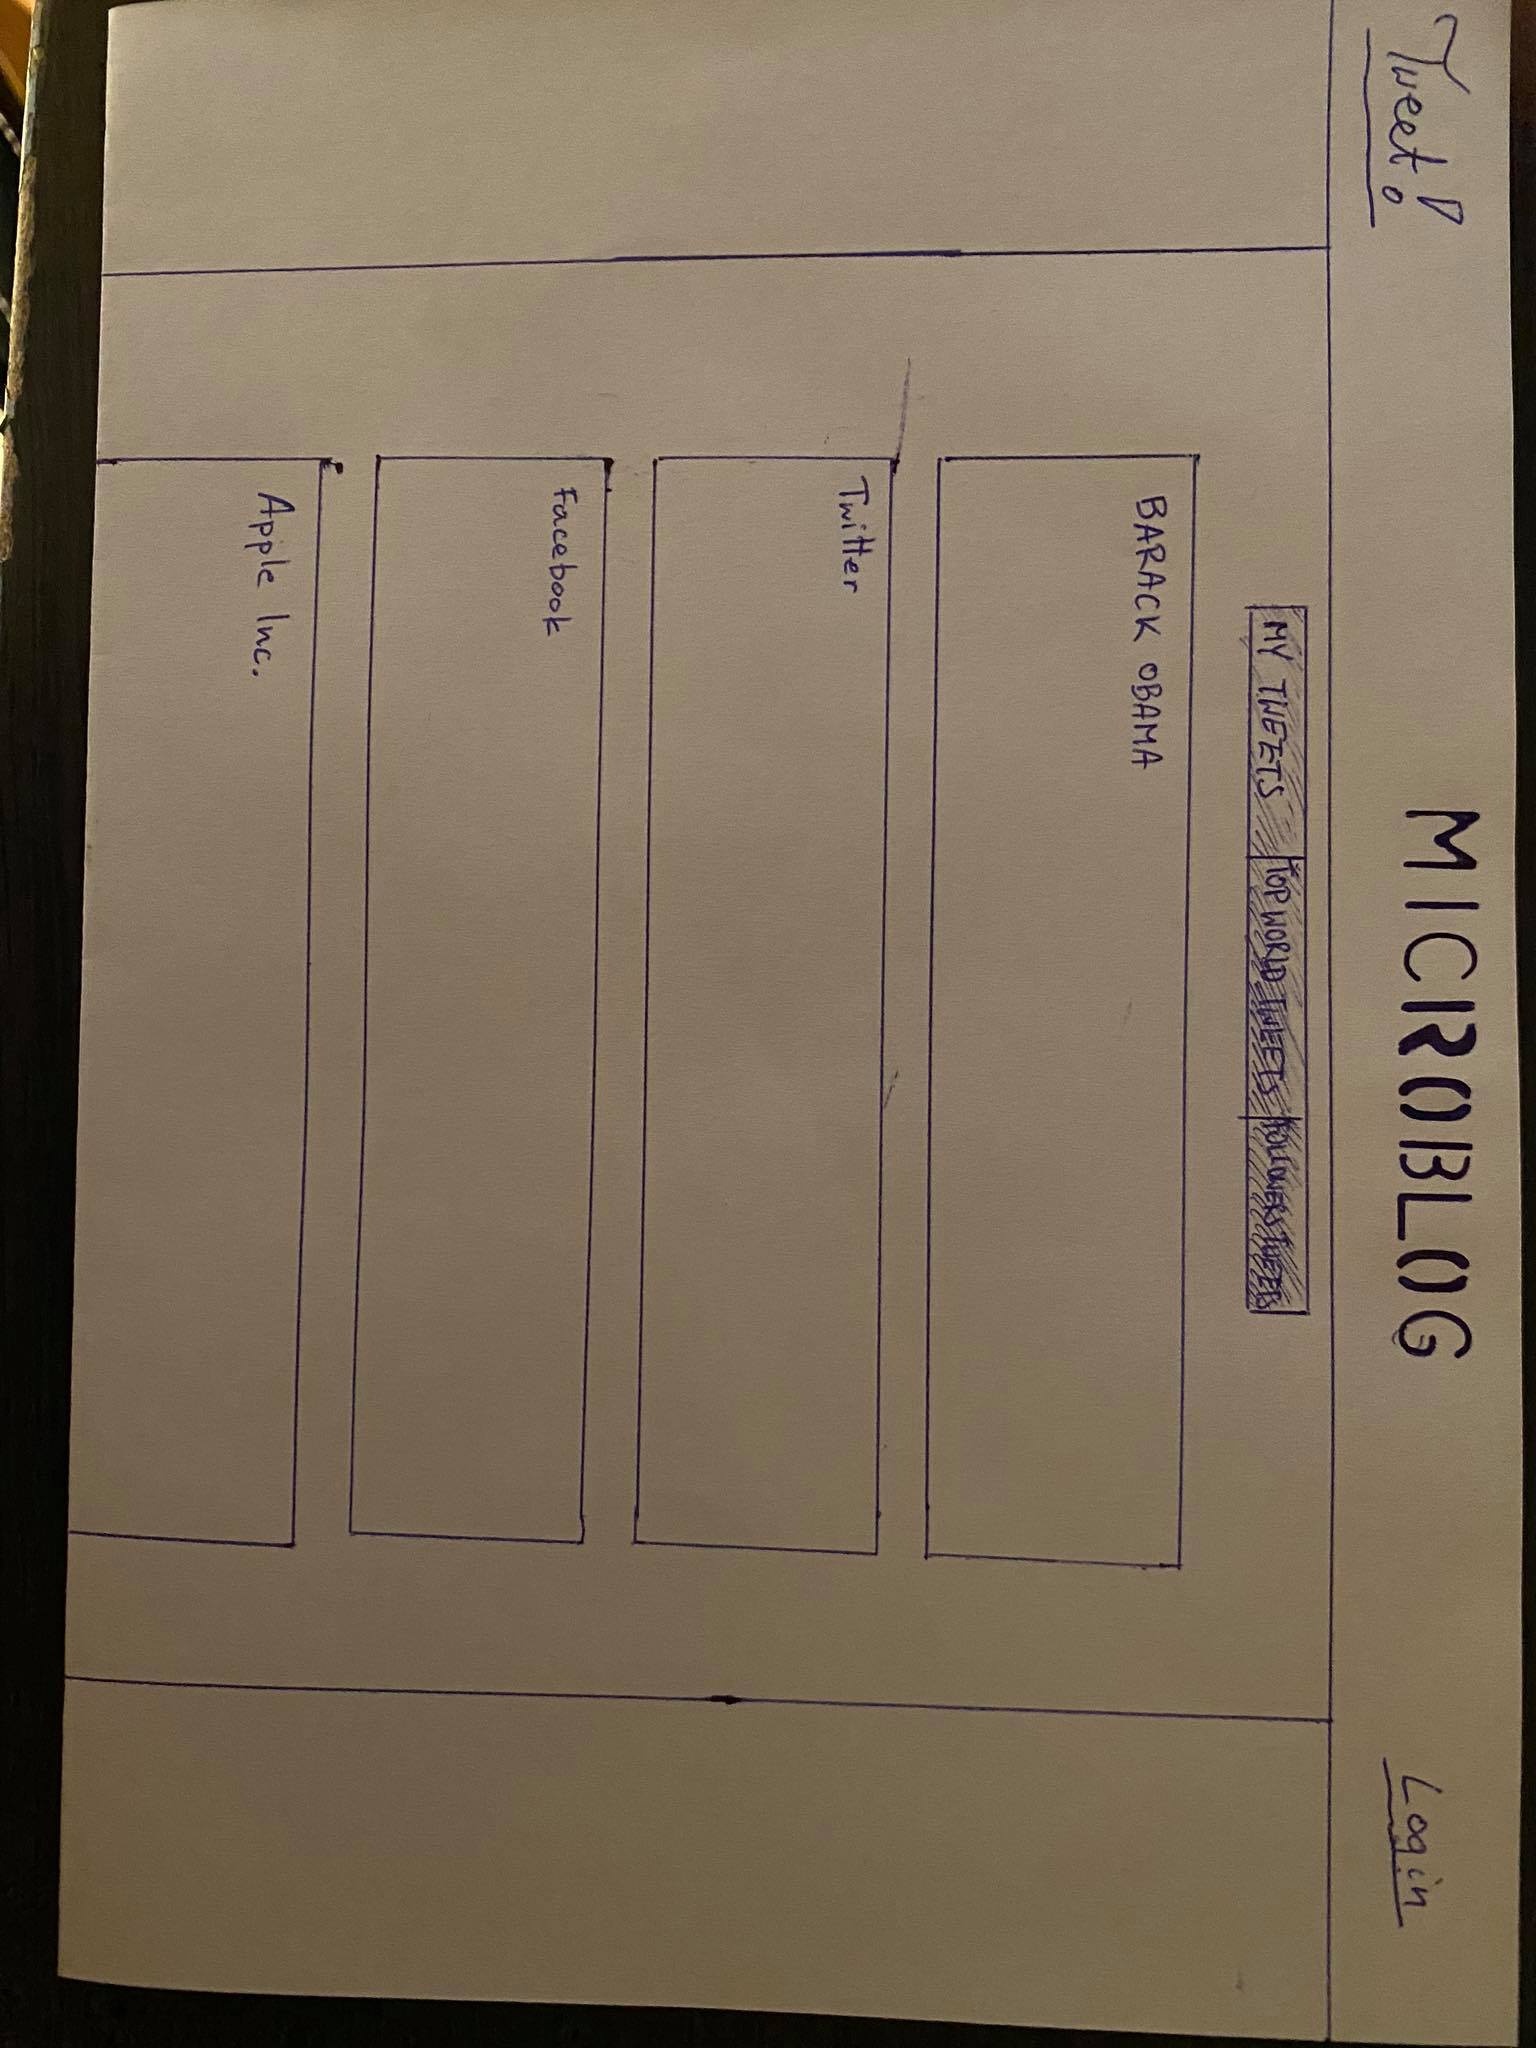 Tweet!
MICROBLOG
Login
MY TWEETS
TOP WORLD TWEETS
FOLLOWERS TWEETS
BARACK OBAMA
Twitter
Facebook
Apple Inc.